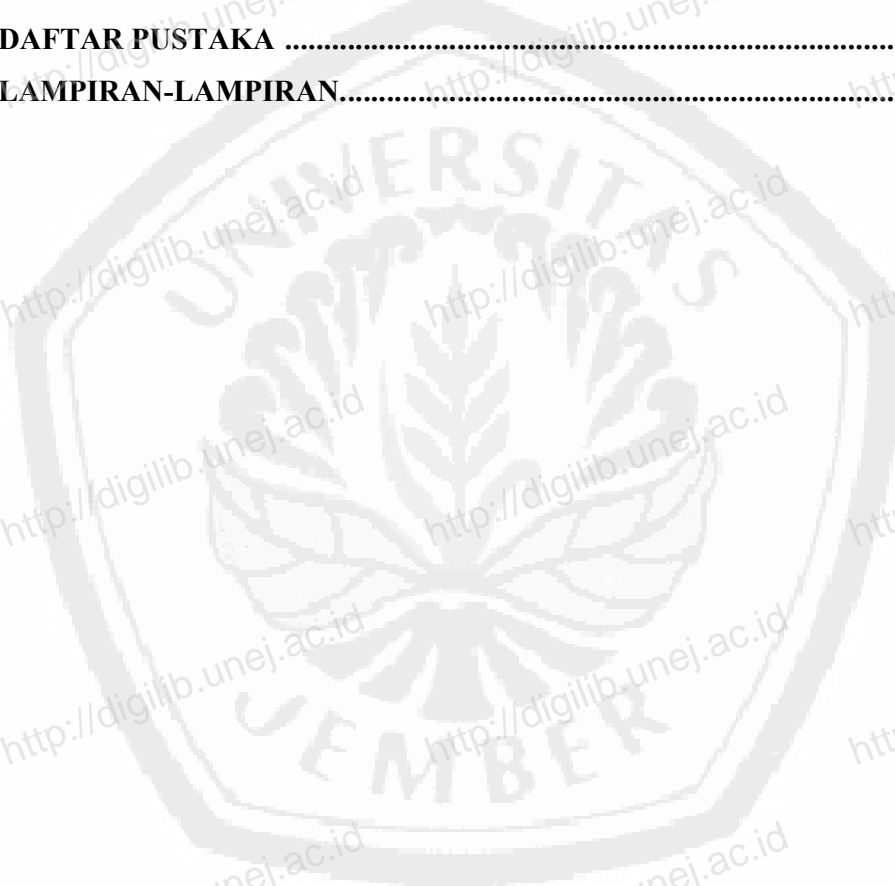 DAFTAR PUSTAKA ...............................................................................
LAMPIRAN-LAMPIRAN........................................................................
UNIVERSITAS
JEMBER
http://digilib.unej.ac.id
http://digilib.unej.ac.id
http://digilib.unej.ac.id
http://digilib.unej.ac.id
http://digilib.unej.ac.id
http://digilib.unej.ac.id
http://digilib.unej.ac.id
http://digilib.unej.ac.id